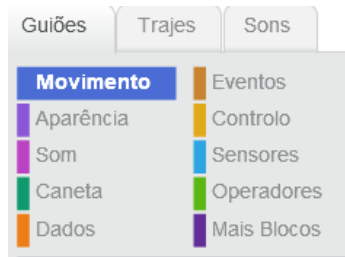 Guiões Trajes Sons
Movimento Eventos
Aparência Controlo
Som Sensores
Caneta Operadores
Dados Mais Blocos